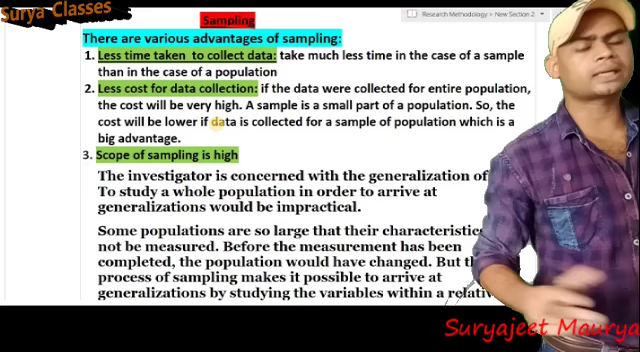 Surya Classes
Sampling
Research Methodology > New Section 2
There are various advantages of sampling:
1. Less time taken to collect data: take much less time in the case of a sample
than in the case of a population
2. Less cost for data collection: if the data were collected for entire population,
the cost will be very high. A sample is a small part of a population. So, the
cost will be lower if data is collected for a sample of population which is a
big advantage.
3. Scope of sampling is high
The investigator is concerned with the generalization of
To study a whole population in order to arrive at
generalizations would be impractical.
Some populations are so large that their characteristic
not be measured. Before the measurement has been
completed, the population would have changed. But
process of sampling makes it possible to arrive at
generalizations by studying the variables within a
Suryajeet Maurya